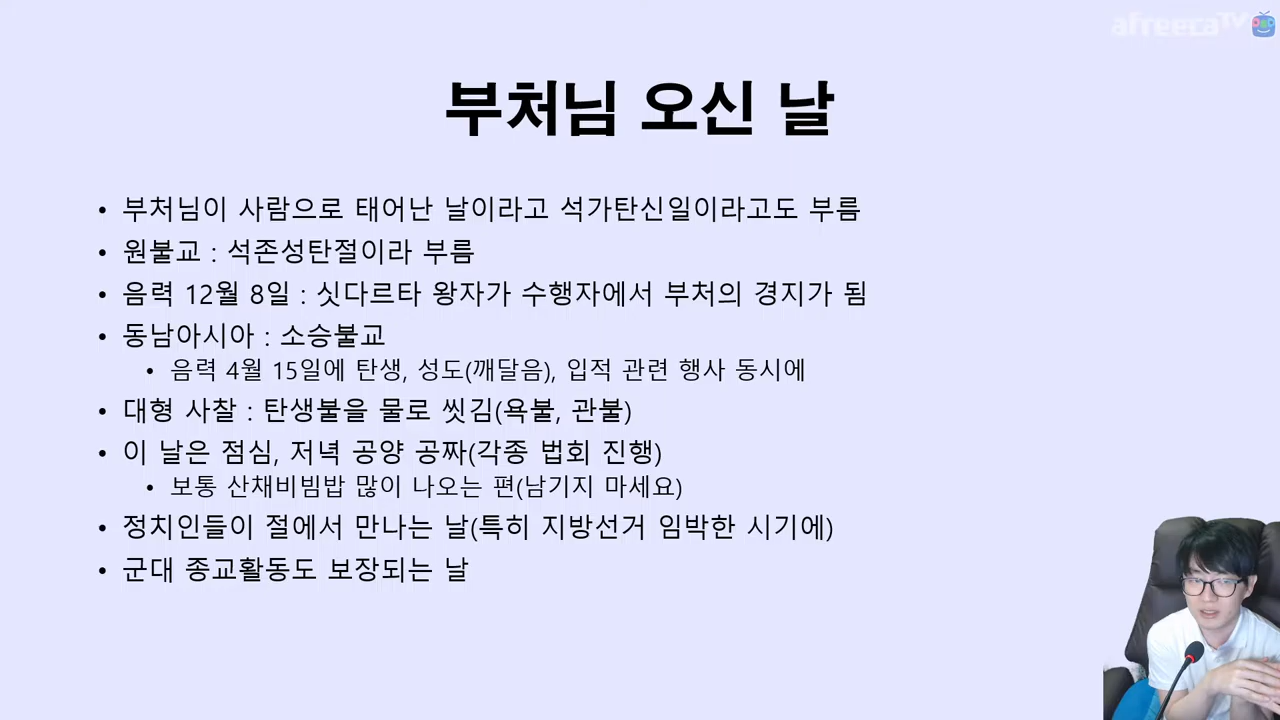 afreecaTV
부처님 오신 날
• 부처님이 사람으로 태어난 날이라고 석가탄신일이라고도 부름
• 원불교 : 석존성탄절이라 부름
• 음력 12월 8일 : 싯다르타 왕자가 수행자에서 부처의 경지가 됨
• 동남아시아 : 소승불교
• 음력 4월 15일에 탄생, 성도(깨달음), 입적 관련 행사 동시에
• 대형 사찰 : 탄생불을 물로 씻김(욕불, 관불)
• 이 날은 점심, 저녁 공양 공짜(각종 법회 진행)
• 보통 산채비빔밥 많이 나오는 편(남기지 마세요)
• 정치인들이 절에서 만나는 날(특히 지방선거 임박한 시기에)
• 군대 종교활동도 보장되는 날